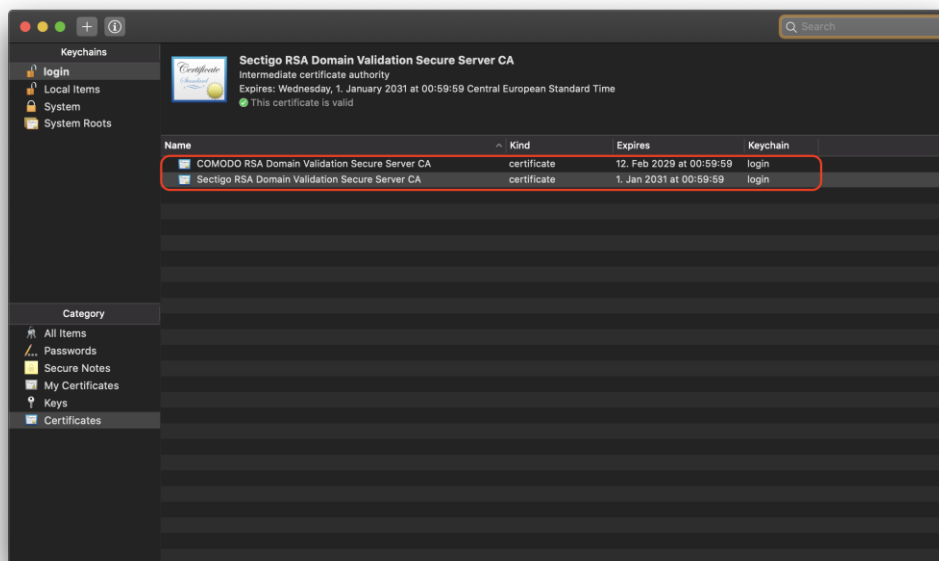 Search
Keychains
login
Local Items
System
System Roots
Certificate
Standard
Sectigo RSA Domain Validation Secure Server CA
Intermediate certificate authority
Expires: Wednesday, 1. January 2031 at 00:59:59 Central European Standard Time
This certificate is valid
Name Kind Expires Keychain
COMODO RSA Domain Validation Secure Server CA certificate 12. Feb 2029 at 00:59:59 login
Sectigo RSA Domain Validation Secure Server CA certificate 1. Jan 2031 at 00:59:59 login
Category
All Items
Passwords
Secure Notes
My Certificates
Keys
Certificates